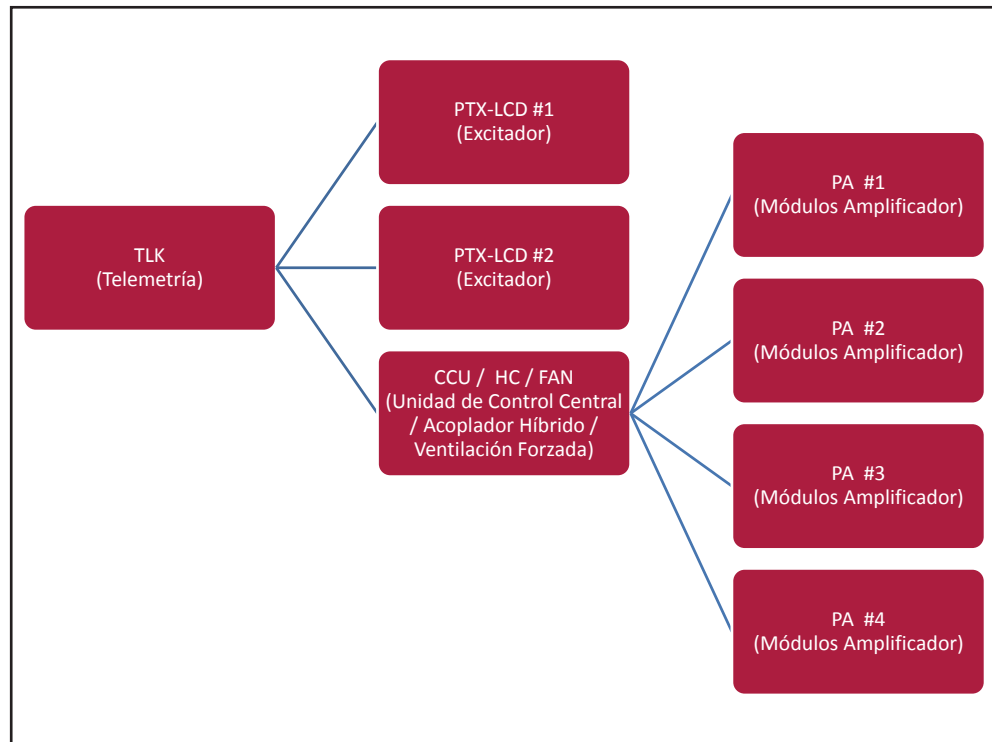 TLK
(Telemetría)
PTX-LCD #1
(Excitador)
PTX-LCD #2
(Excitador)
CCU / HC / FAN
(Unidad de Control Central
/ Acoplador Híbrido /
Ventilación Forzada)
PA #1
(Módulos Amplificador)
PA #2
(Módulos Amplificador)
PA #3
(Módulos Amplificador)
PA #4
(Módulos Amplificador)